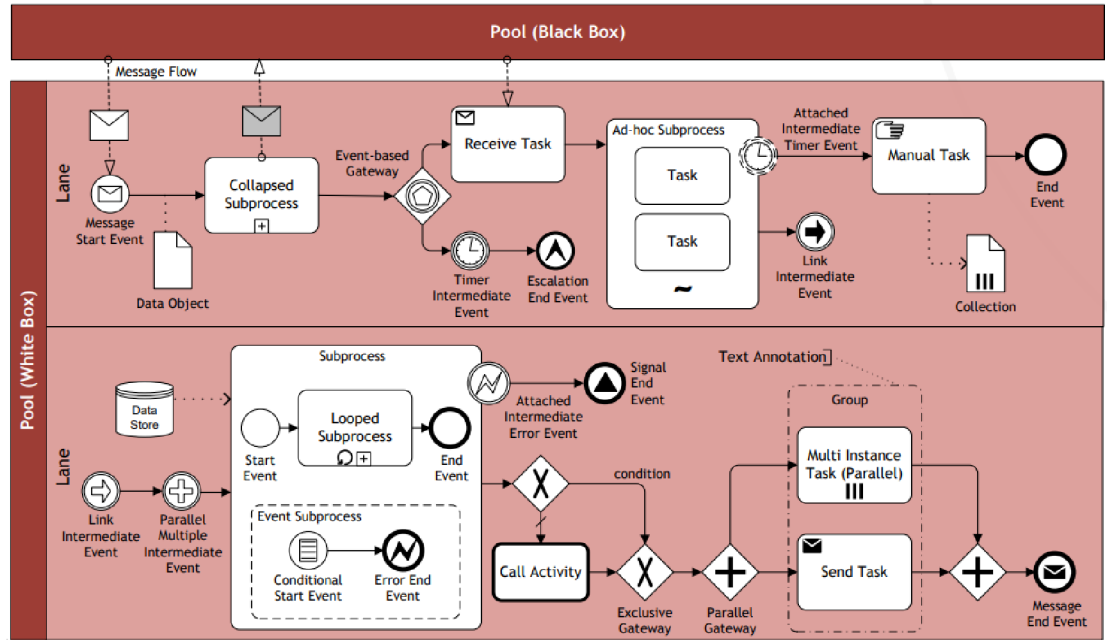 Pool (Black Box)
Message Flow
Pool (White Box)
Lane
Message
Start Event
Data Object
Collapsed
Subprocess
Event-based
Gateway
Receive Task
Timer
Intermediate
Event
Escalation
End Event
Ad-hoc Subprocess
Task
Task
Attached
Intermediate
Timer Event
Link
Intermediate
Event
Manual Task
End
Event
Collection
Lane
Data
Store
Link
Intermediate
Event
Parallel
Multiple
Intermediate
Event
Subprocess
Start
Event
Looped
Subprocess
End
Event
Event Subprocess
Conditional
Start Event
Error End
Event
Attached
Intermediate
Error Event
Signal
End
Event
condition
Call Activity
Exclusive
Gateway
Parallel
Gateway
Text Annotation
Group
Multi Instance
Task (Parallel)
Send Task
Message
End Event